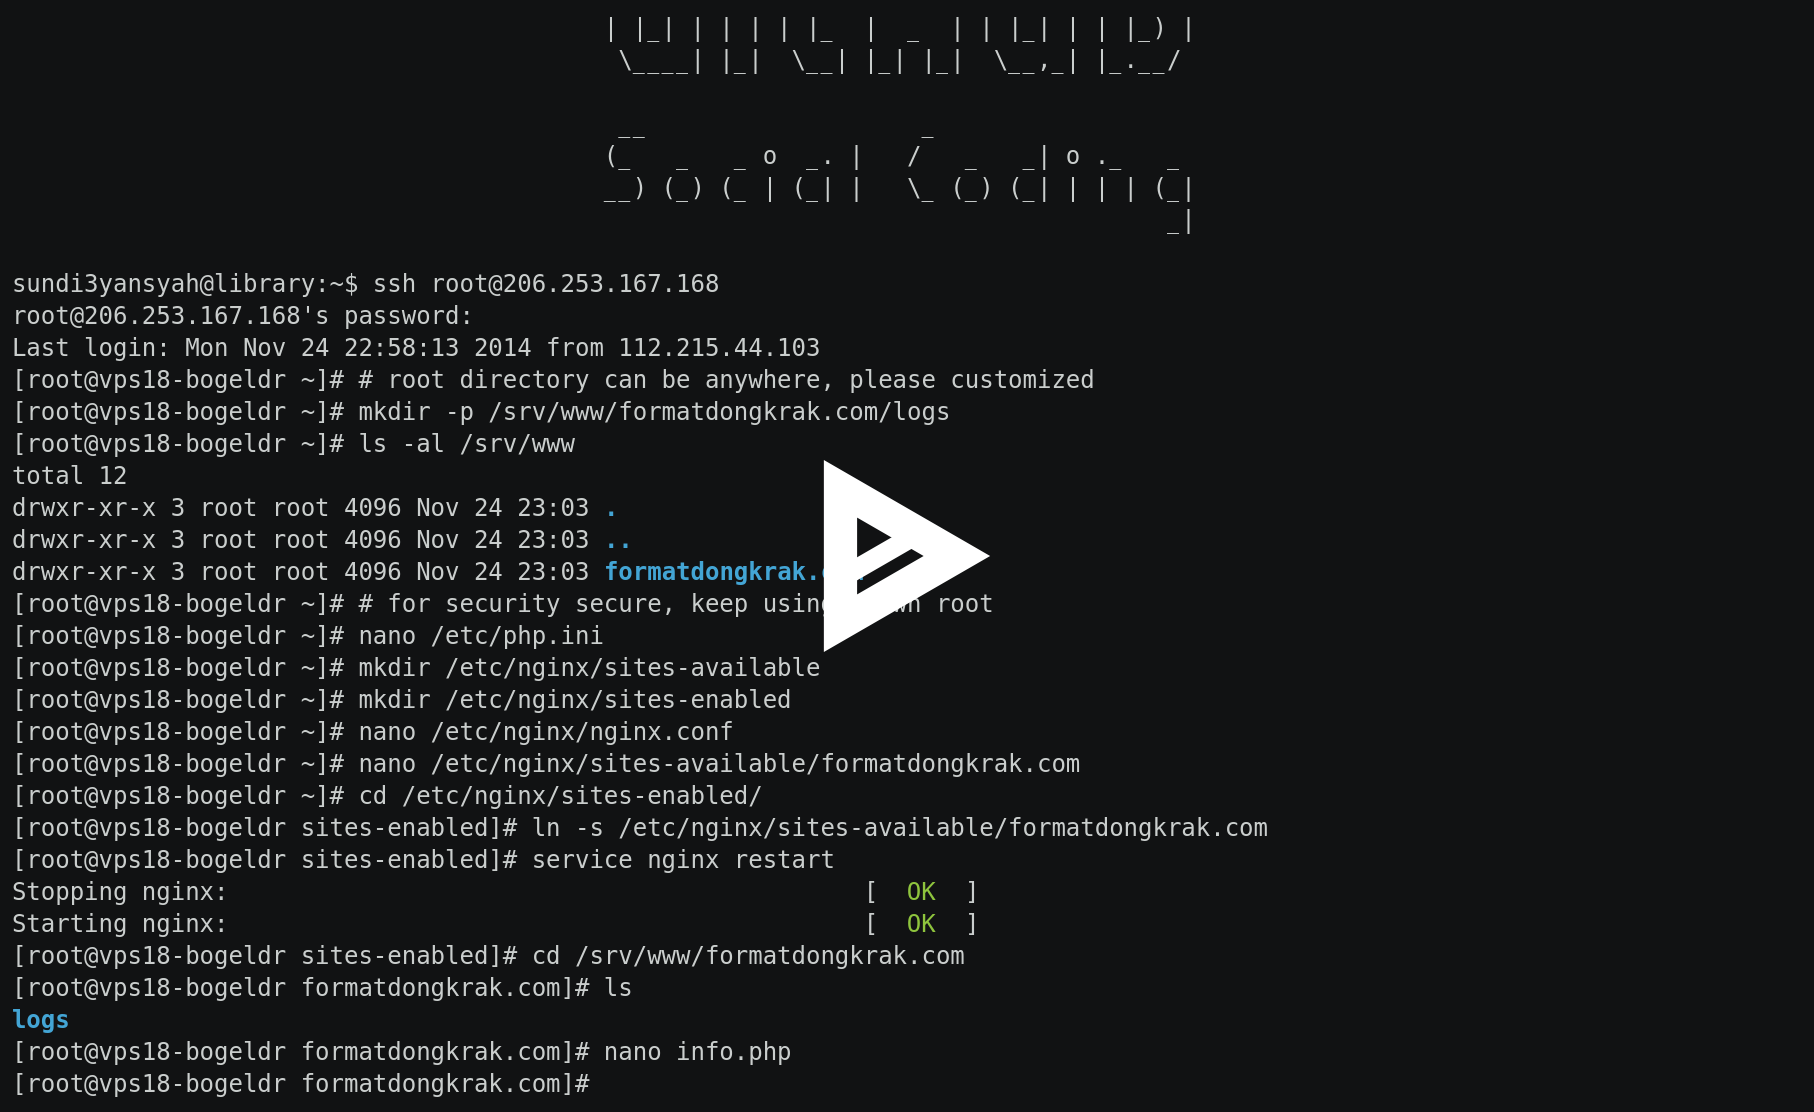 | |_| | | | | |_  |  _  | | |_| | | |_) |
 \____| |_|  \__| |_| |_|  \__,_| |_.__/
 __                   _
(_   _   _ o  _. |   /   _   _| o ._   _
__) (_) (_ | (_| |   \_ (_) (_| | | | (_|
                                       _|
sundi3yansyah@library:~$ ssh root@206.253.167.168
root@206.253.167.168's password:
Last login: Mon Nov 24 22:58:13 2014 from 112.215.44.103
[root@vps18-bogeldr ~]# # root directory can be anywhere, please customized
[root@vps18-bogeldr ~]# mkdir -p /srv/www/formatdongkrak.com/logs
[root@vps18-bogeldr ~]# ls -al /srv/www
total 12
drwxr-xr-x 3 root root 4096 Nov 24 23:03 .
drwxr-xr-x 3 root root 4096 Nov 24 23:03 ..
drwxr-xr-x 3 root root 4096 Nov 24 23:03 formatdongkrak.
[root@vps18-bogeldr ~]# # for security secure, keep using root
[root@vps18-bogeldr ~]# nano /etc/php.ini
[root@vps18-bogeldr ~]# mkdir /etc/nginx/sites-available
[root@vps18-bogeldr ~]# mkdir /etc/nginx/sites-enabled
[root@vps18-bogeldr ~]# nano /etc/nginx/nginx.conf
[root@vps18-bogeldr ~]# nano /etc/nginx/sites-available/formatdongkrak.com
[root@vps18-bogeldr ~]# cd /etc/nginx/sites-enabled/
[root@vps18-bogeldr sites-enabled]# ln -s /etc/nginx/sites-available/formatdongkrak.com
[root@vps18-bogeldr sites-enabled]# service nginx restart
Stopping nginx:                                            [  OK  ]
Starting nginx:                                            [  OK  ]
[root@vps18-bogeldr sites-enabled]# cd /srv/www/formatdongkrak.com
[root@vps18-bogeldr formatdongkrak.com]# ls
logs
[root@vps18-bogeldr formatdongkrak.com]# nano info.php
[root@vps18-bogeldr formatdongkrak.com]#